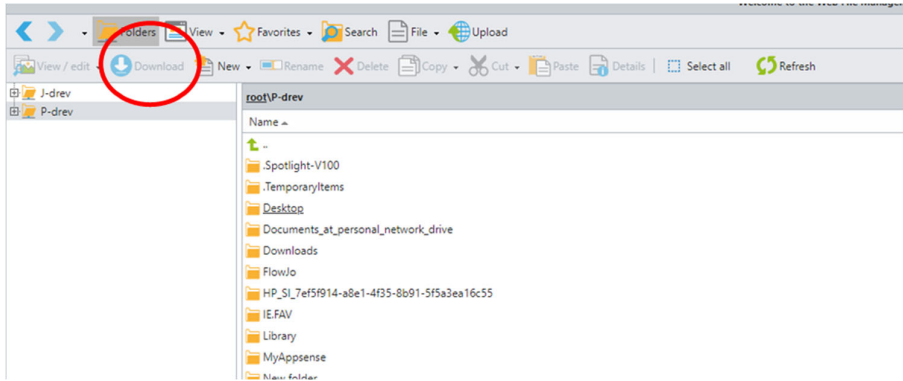 Welcome to the Web File Manager
Folders View Favorites Search File Upload
View / edit Download New Rename Delete Copy Cut Paste Details Select all Refresh
J-drev
P-drev
root\P-drev
Name
..
.Spotlight-V100
.TemporaryItems
Desktop
Documents_at_personal_network_drive
Downloads
FlowJo
HP_SI_7ef5f914-a8e1-4f35-8b91-5f5a3ea16c55
IE.FAV
Library
MyAppsense
New folder